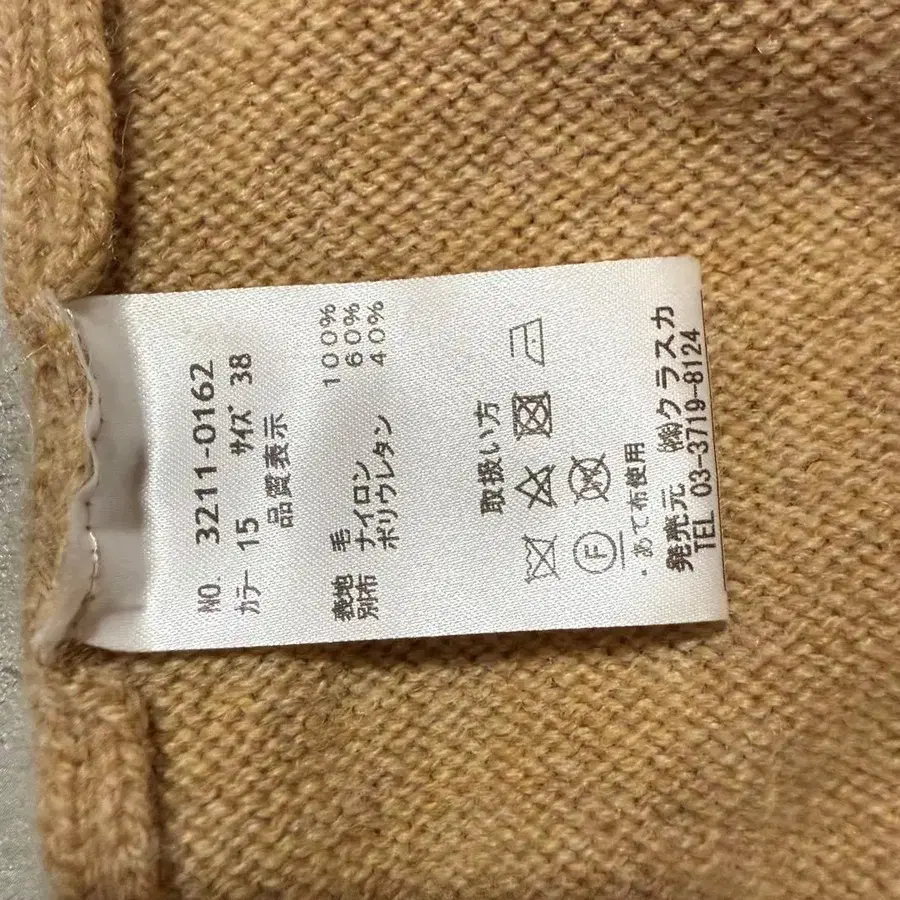 NO. 3211-0162
カラー 15 サイズ 38
品質表示
表地 毛 100%
別布 ナイロン 60%
ポリウレタン 40%
取扱い方
F
・あて布使用
発売元 ㈱クラスカ
TEL 03-3719-8124